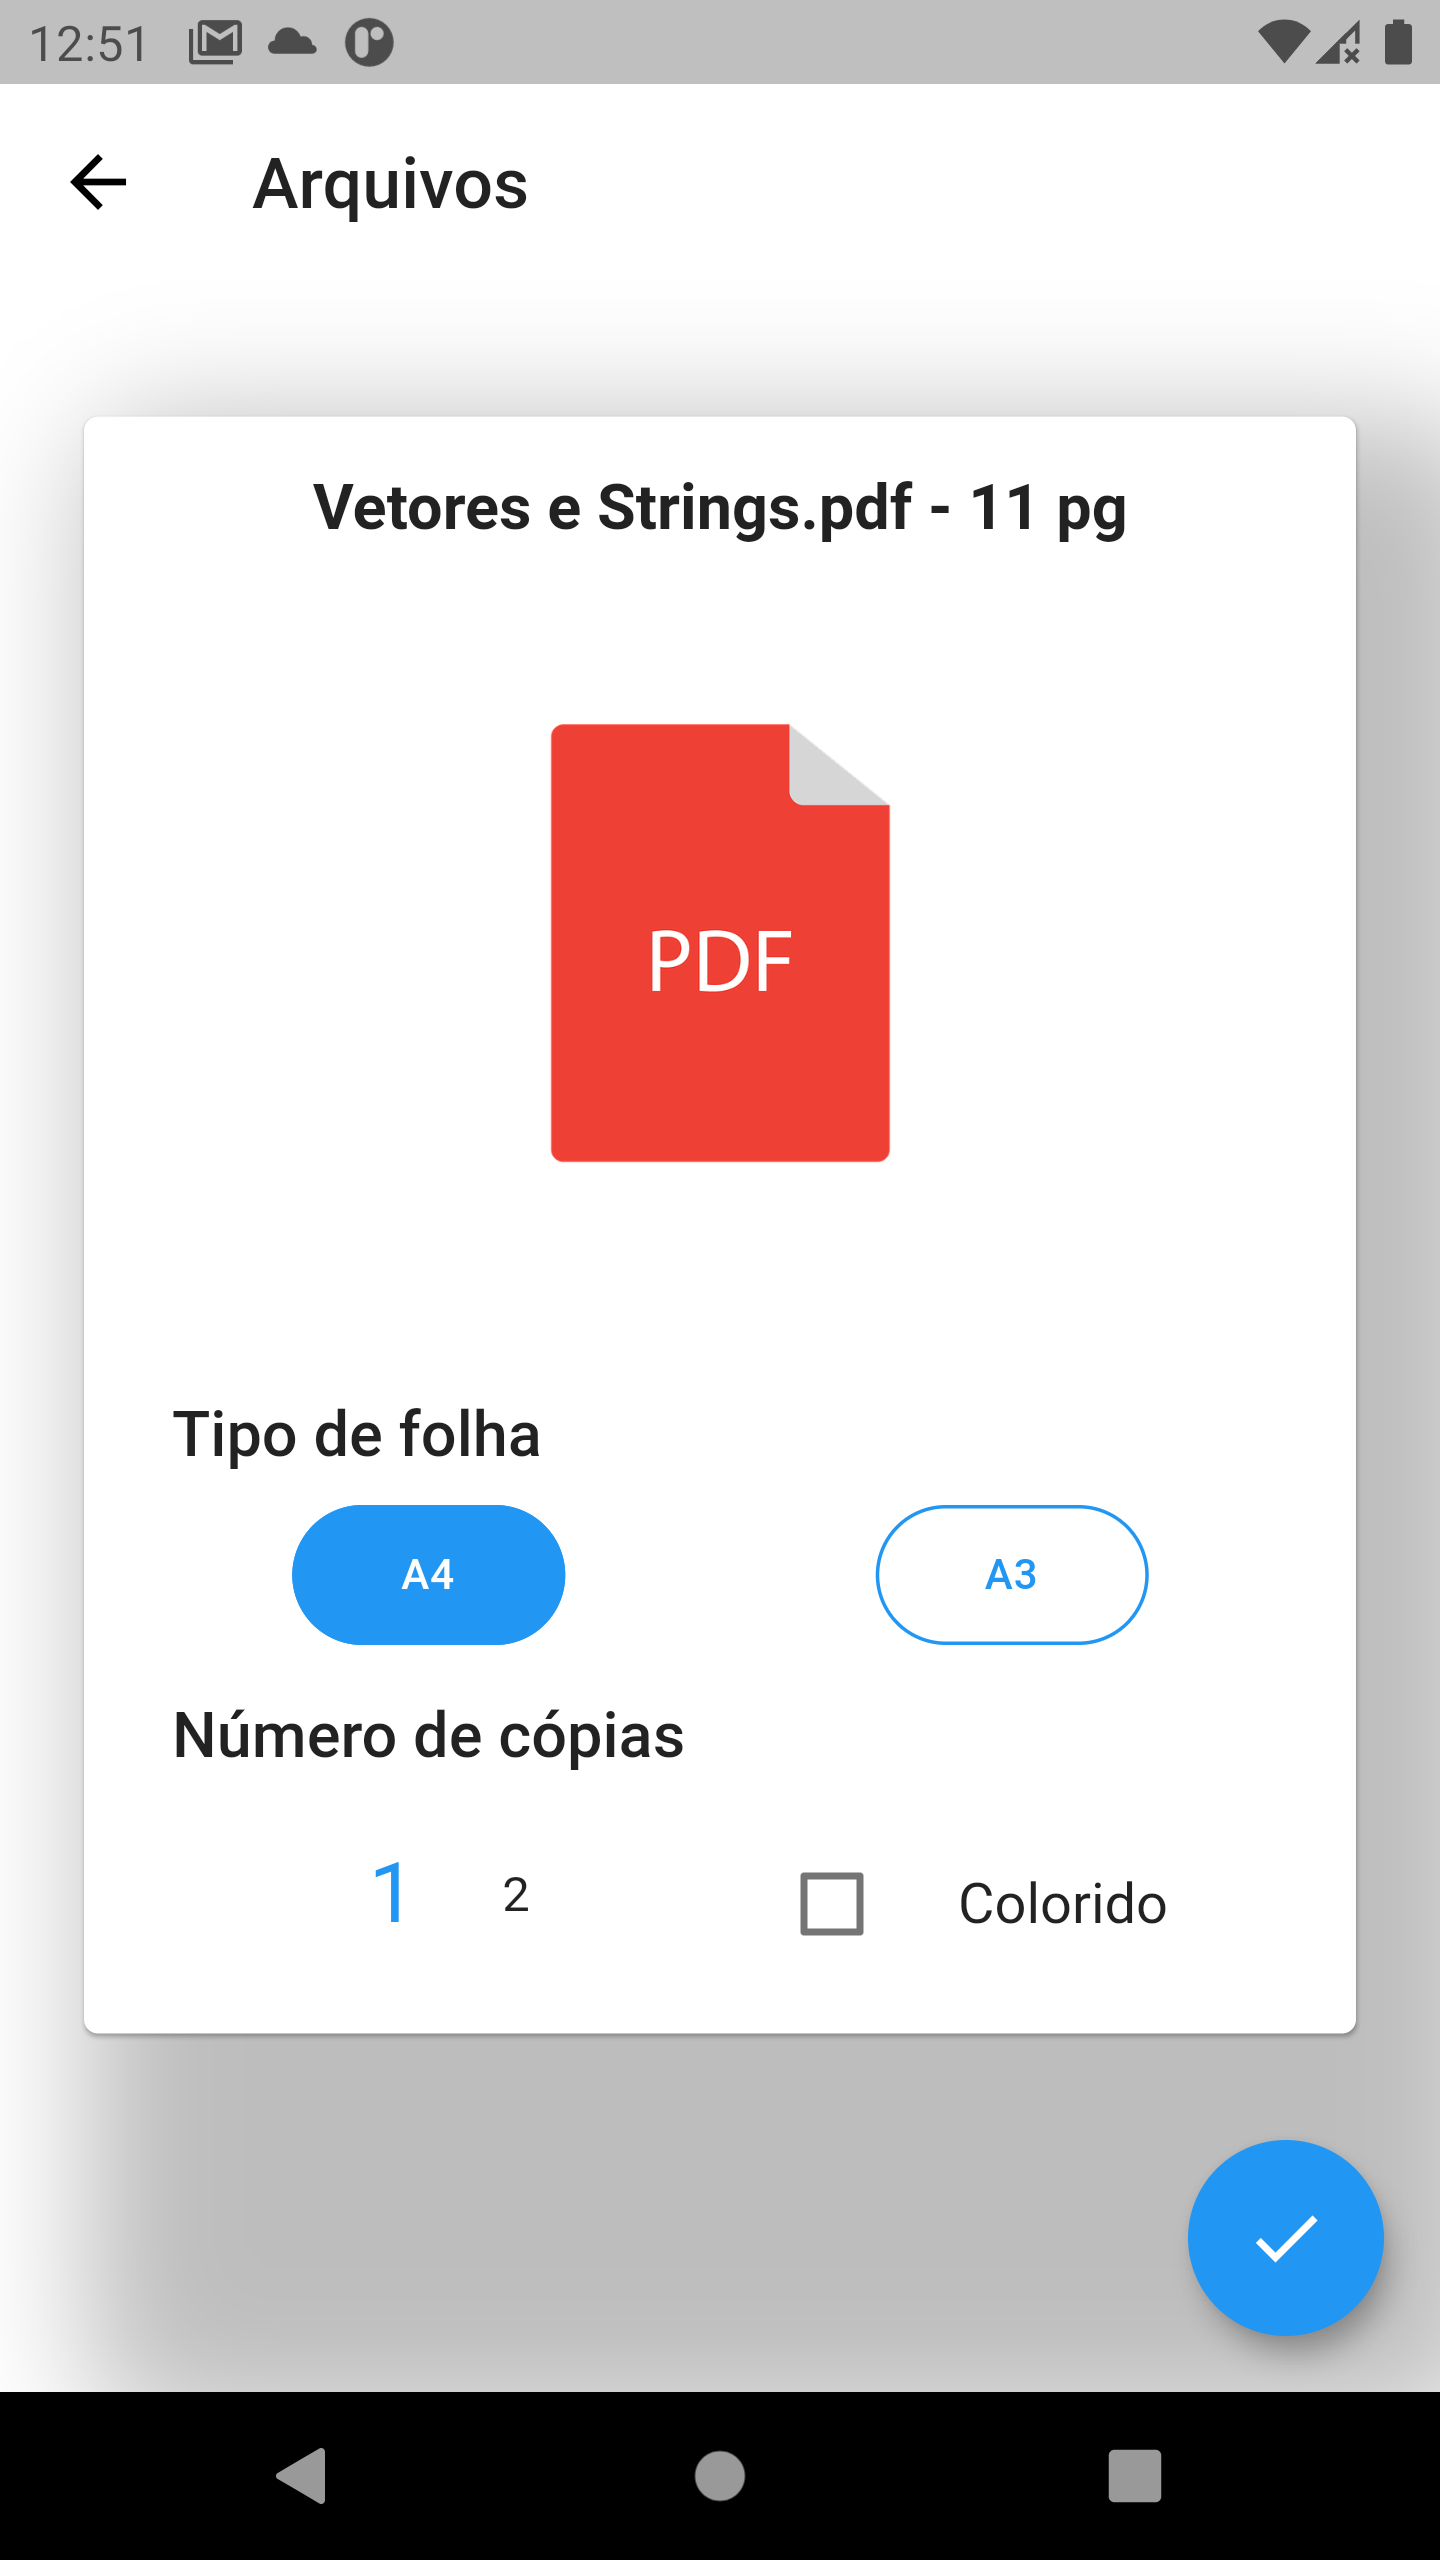 12:51
Arquivos
Vetores e Strings.pdf - 11 pg
PDF
Tipo de folha
A4 A3
Número de cópias
1 2 Colorido